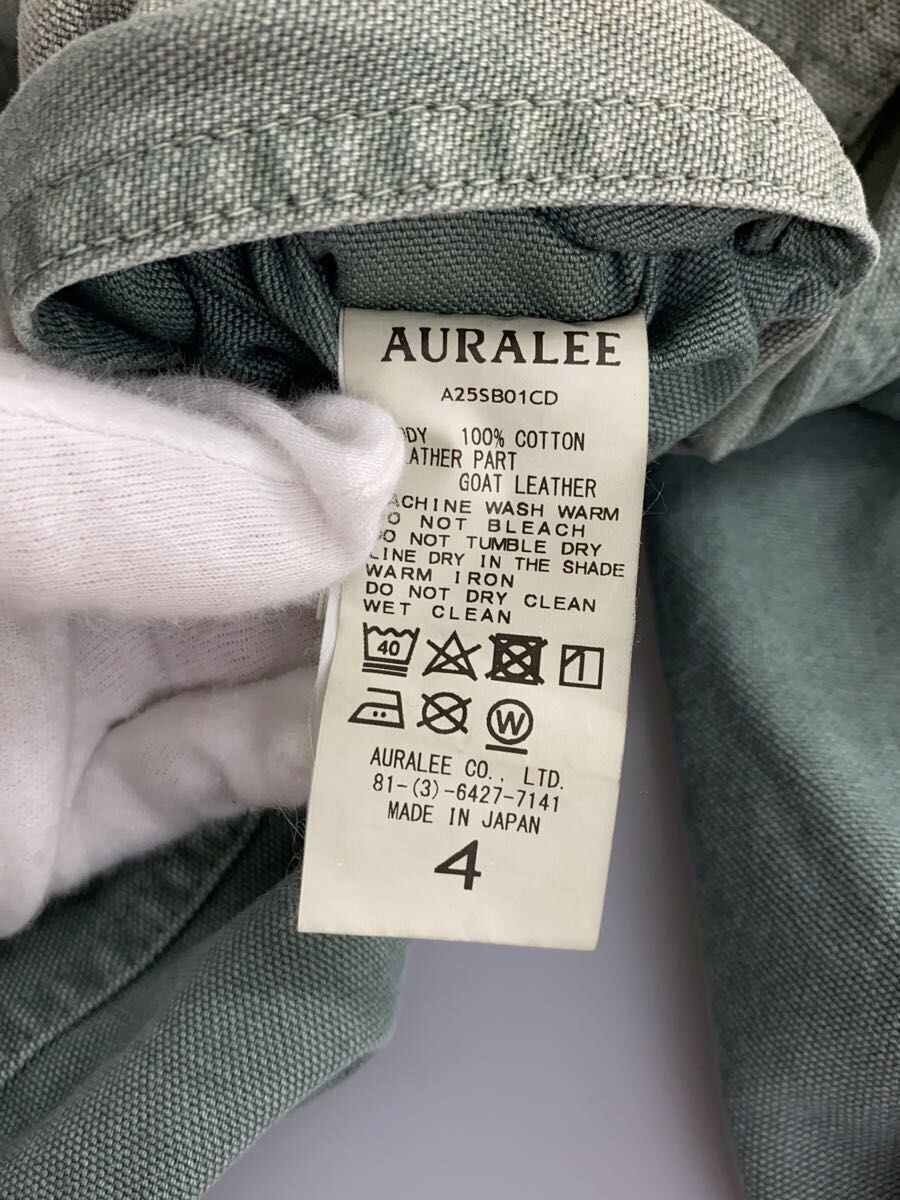 AURALEE
A25SB01CD
DY 100% COTTON
ATHER PART
GOAT LEATHER
ACHINE WASH WARM
DO NOT BLEACH
DO NOT TUMBLE DRY
LINE DRY IN THE SHADE
WARM IRON
DO NOT DRY CLEAN
WET CLEAN
40
W
AURALEE CO., LTD.
81-(3)-6427-7141
MADE IN JAPAN
4